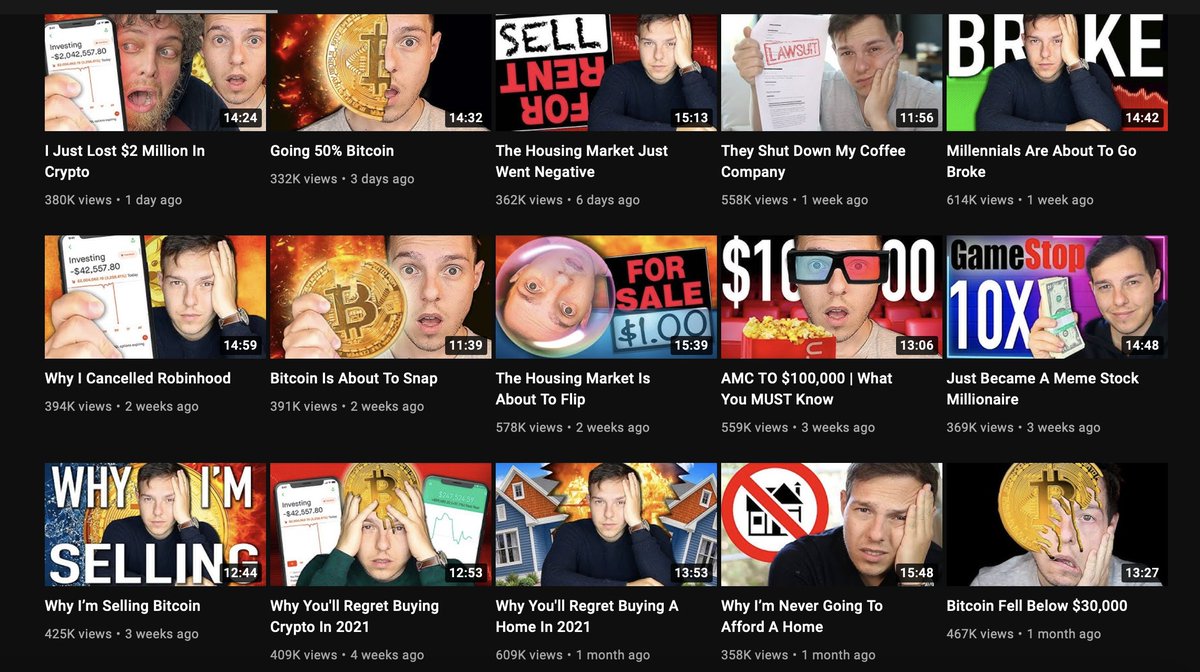 Investing
-$2,042,557.80
Today
14:24
14:32
SELL
FOR
RENT
15:13
LAWSUIT
11:56
BROKE
14:42
I Just Lost $2 Million In
Crypto
380K views • 1 day ago
Going 50% Bitcoin
332K views • 3 days ago
The Housing Market Just
Went Negative
362K views • 6 days ago
They Shut Down My Coffee
Company
558K views • 1 week ago
Millennials Are About To Go
Broke
614K views • 1 week ago
Investing
-$42,557.80
14:59
11:39
FOR
SALE
$1.00
15:39
13:06
GameStop
10X
14:48
Why I Cancelled Robinhood
394K views • 2 weeks ago
Bitcoin Is About To Snap
391K views • 2 weeks ago
The Housing Market Is
About To Flip
578K views • 2 weeks ago
AMC TO $100,000 | What
You MUST Know
559K views • 3 weeks ago
Just Became A Meme Stock
Millionaire
369K views • 3 weeks ago
WHY I'M
SELLING
12:44
Investing
-$42,557.80
12:53
13:53
15:48
13:27
Why I'm Selling Bitcoin
425K views • 3 weeks ago
Why You'll Regret Buying
Crypto In 2021
409K views • 4 weeks ago
Why You'll Regret Buying A
Home In 2021
609K views • 1 month ago
Why I'm Never Going To
Afford A Home
358K views • 1 month ago
Bitcoin Fell Below $30,000
467K views • 1 month ago